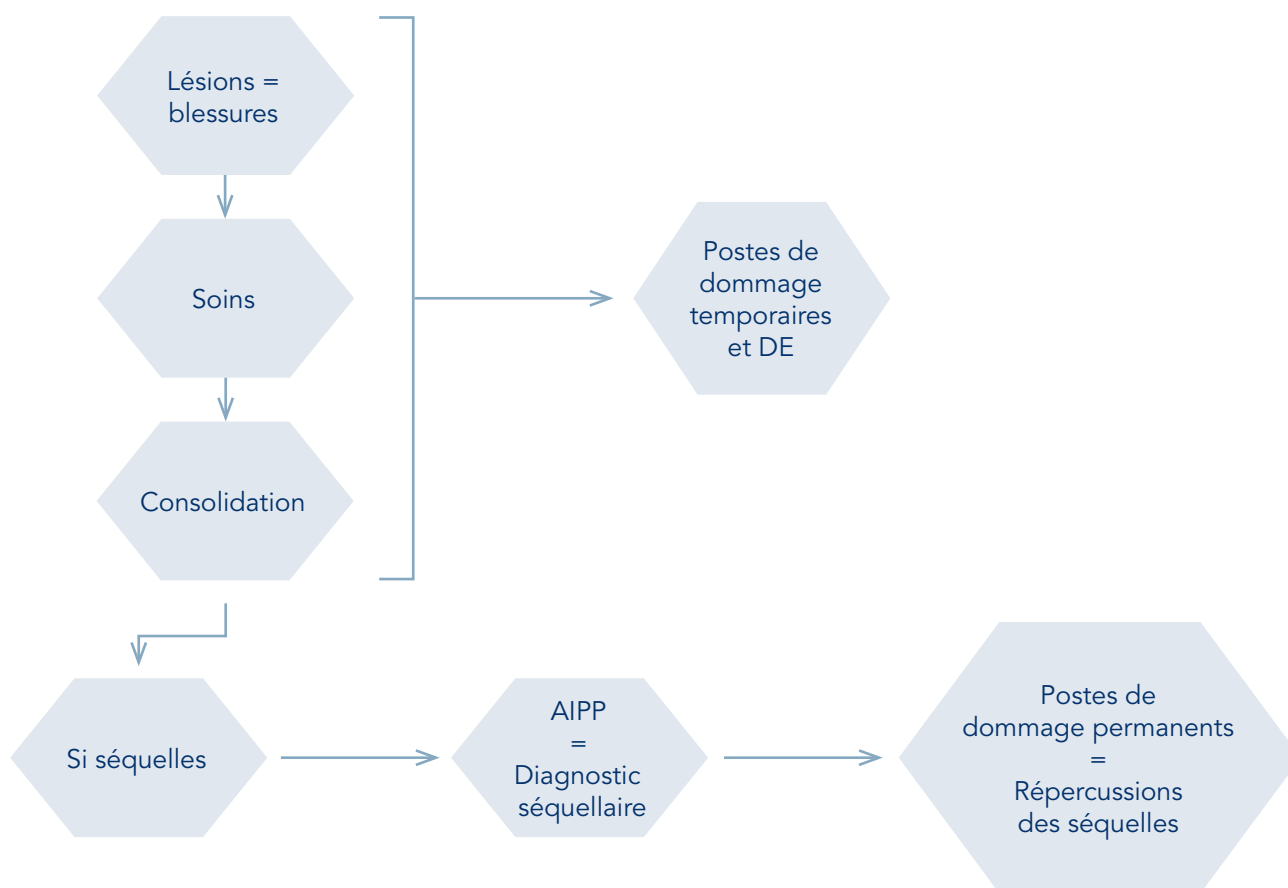 Lésions =
blessures
Soins
Consolidation
Postes de
dommage
temporaires
et DE
Si séquelles
AIPP
=
Diagnostic
séquellaire
Postes de
dommage permanents
=
Répercussions
des séquelles